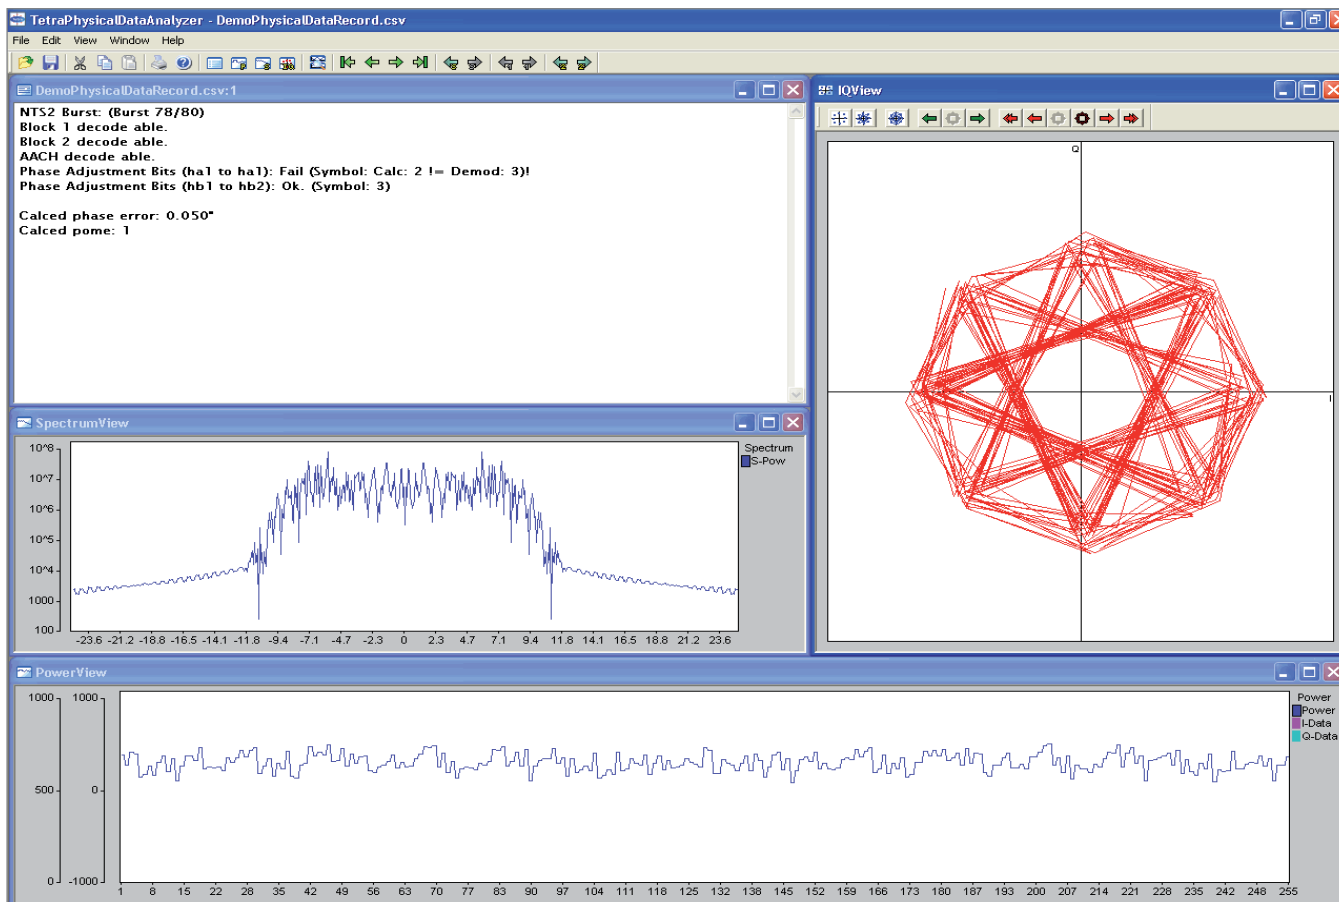 TetraPhysicalDataAnalyzer - DemoPhysicalDataRecord.csv
File Edit View Window Help
DemoPhysicalDataRecord.csv:1
NTS2 Burst: (Burst 78/80)
Block 1 decode able.
Block 2 decode able.
AACH decode able.
Phase Adjustment Bits (ha1 to ha1): Fail (Symbol: Calc: 2 != Demod: 3)!
Phase Adjustment Bits (hb1 to hb2): Ok. (Symbol: 3)
Calced phase error: 0.050°
Calced pome: 1
IQView
Q
I
SpectrumView
10^8
10^7
10^6
10^5
10^4
1000
100
-23.6 -21.2 -18.8 -16.5 -14.1 -11.8 -9.4 -7.1 -4.7 -2.3 0 2.3 4.7 7.1 9.4 11.8 14.1 16.5 18.8 21.2 23.6
Spectrum
S-Pow
PowerView
1000 1000
500 0
0 -1000
1 8 15 22 28 35 42 49 56 63 70 77 83 90 97 104 111 118 125 132 138 145 152 159 166 173 180 187 193 200 207 214 221 228 235 242 248 255
Power
Power
I-Data
Q-Data